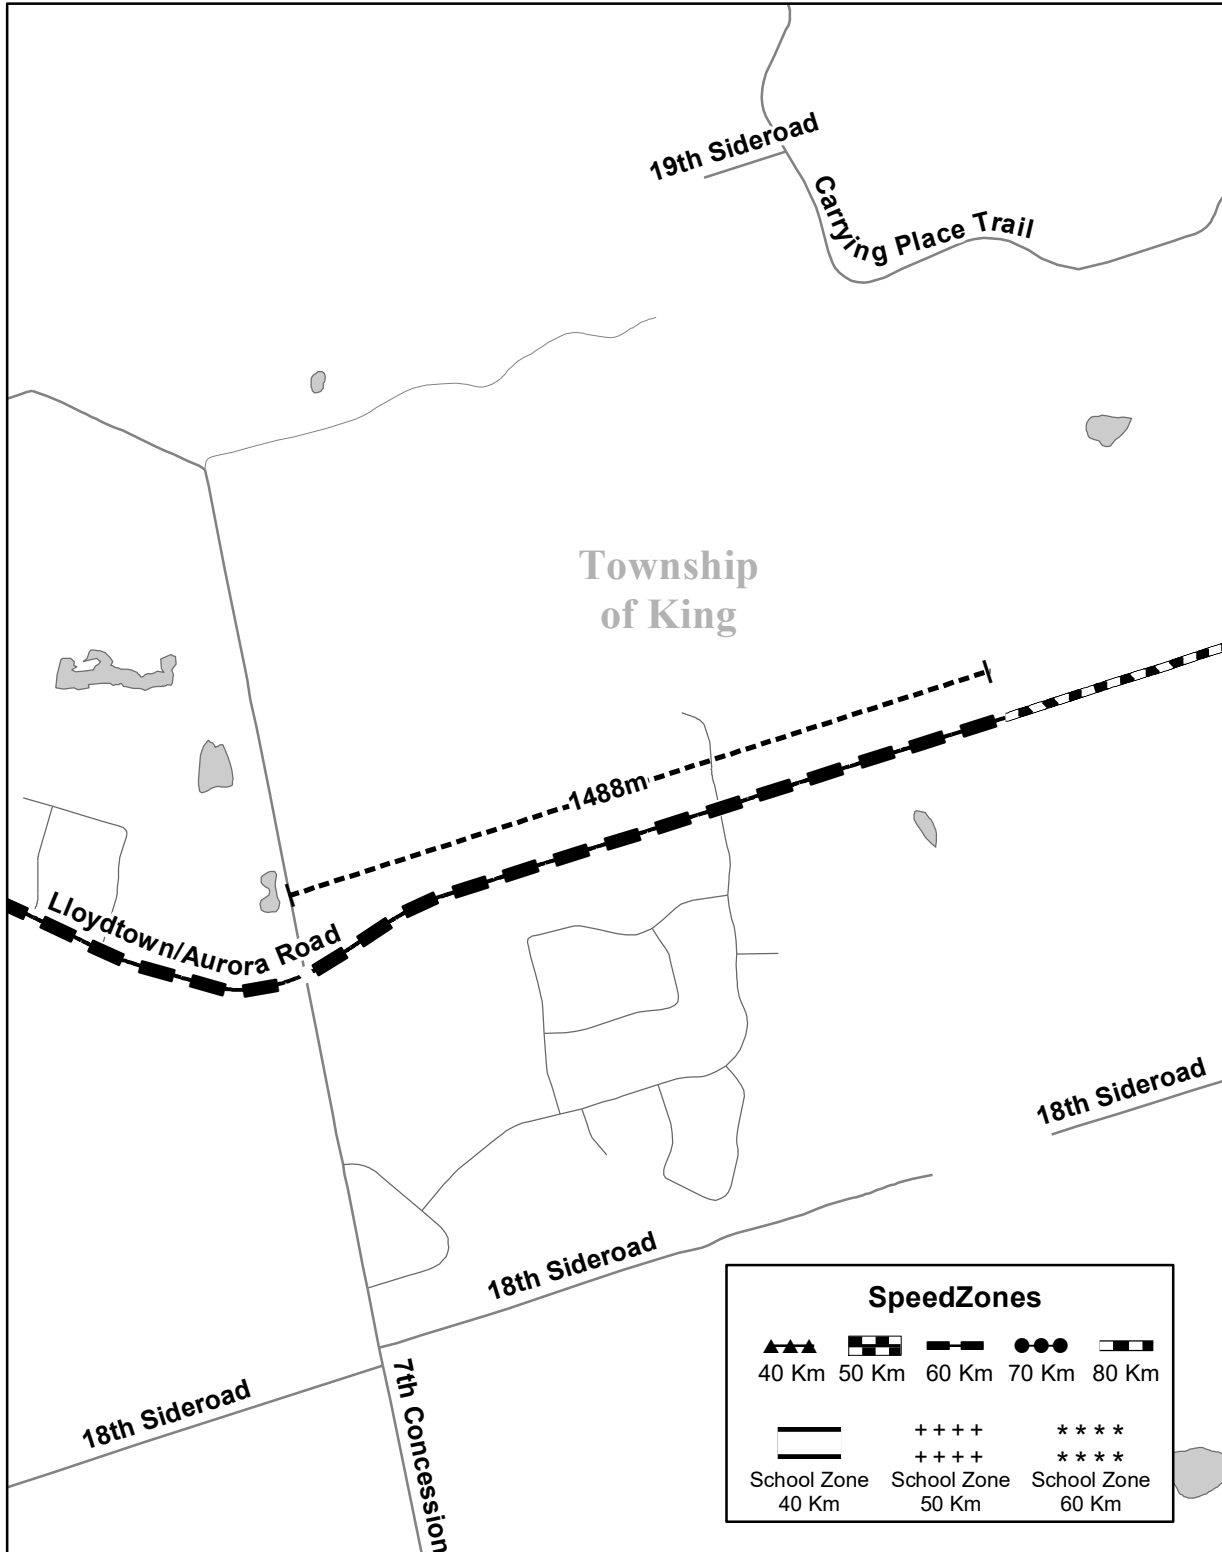 19th Sideroad
Carrying Place Trail
Township
of King
1488m
Lloydtown/Aurora Road
18th Sideroad
18th Sideroad
18th Sideroad
7th Concession
SpeedZones
40 Km 50 Km 60 Km 70 Km 80 Km
School Zone School Zone School Zone
40 Km 50 Km 60 Km